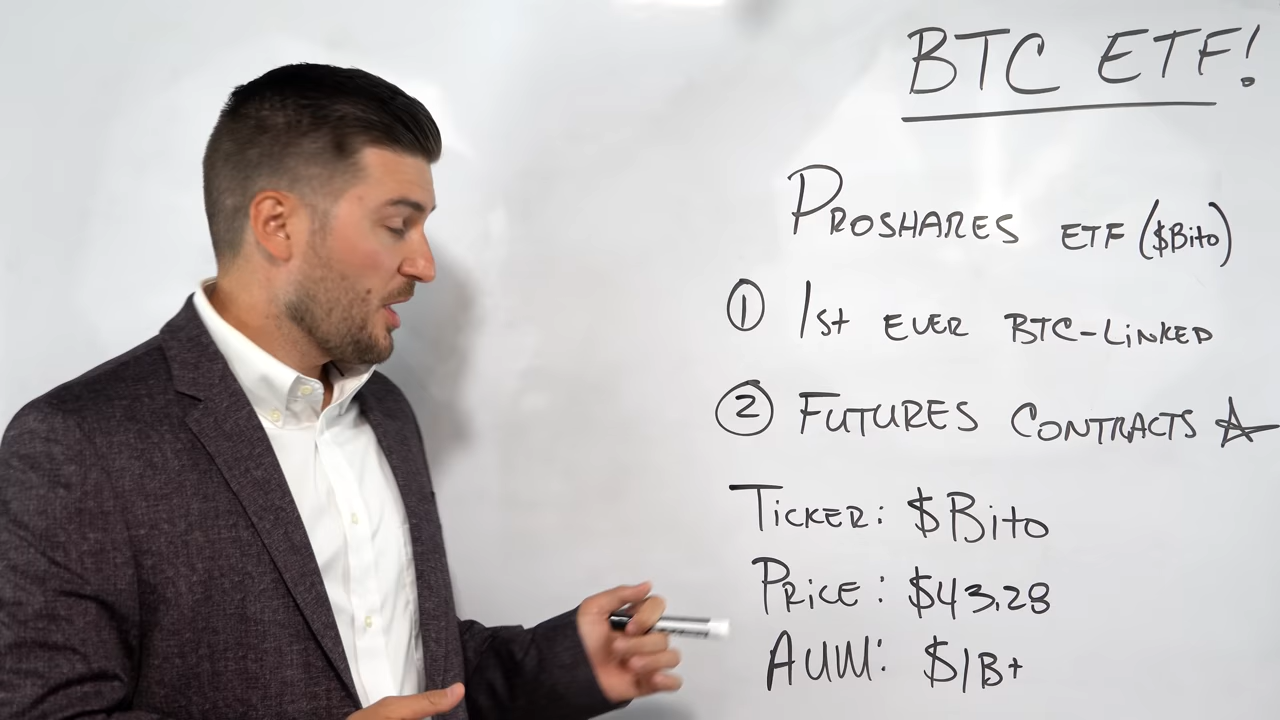 BTC ETF!
PROSHARES ETF ($Bito)
① 1st EVER BTC-LiNKED
② FUTURES CONTRACTS ☆
TiCKER: $Bito
PRiCE: $43.28
AUM: $1B+